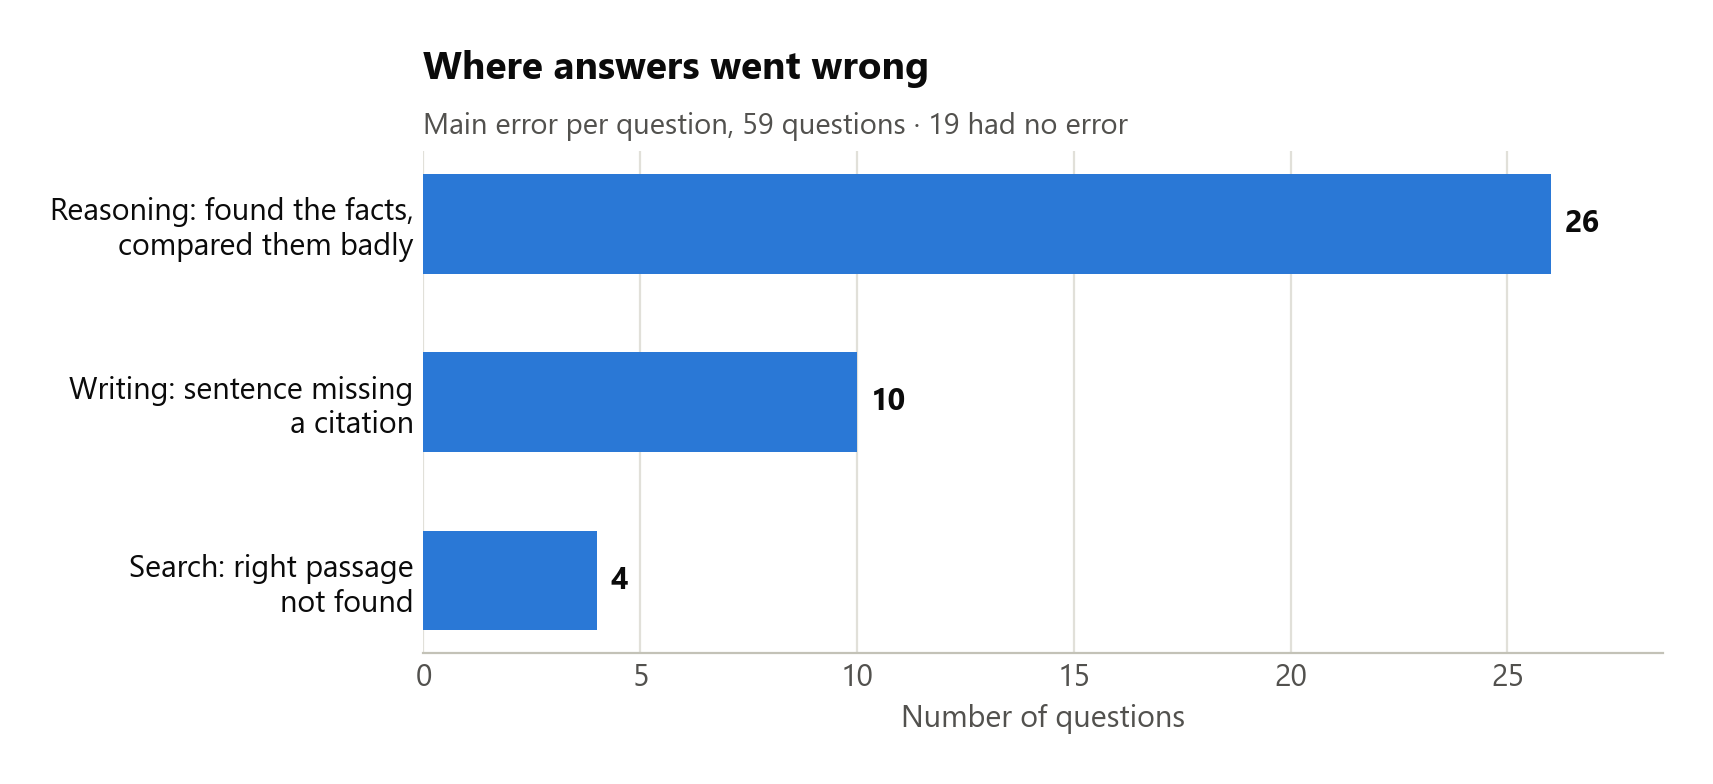 Where answers went wrong
Main error per question, 59 questions · 19 had no error
Reasoning: found the facts,
compared them badly
26
Writing: sentence missing
a citation
10
Search: right passage
not found
4
0 5 10 15 20 25
Number of questions